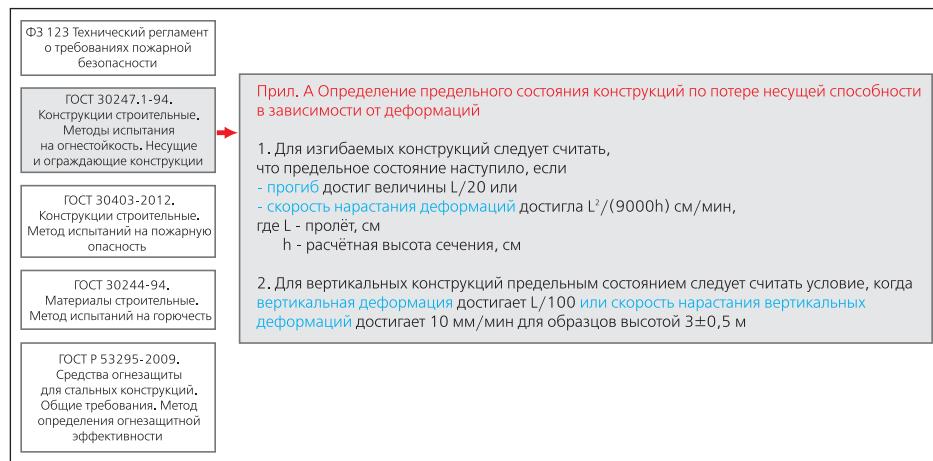 ФЗ 123 Технический регламент
о требованиях пожарной
безопасности
ГОСТ 30247.1-94.
Конструкции строительные.
Методы испытания
на огнестойкость. Несущие
и ограждающие конструкции
ГОСТ 30403-2012.
Конструкции строительные.
Метод испытаний на пожарную
опасность
ГОСТ 30244-94.
Материалы строительные.
Метод испытаний на горючесть
ГОСТ Р 53295-2009.
Средства огнезащиты
для стальных конструкций.
Общие требования. Метод
определения огнезащитной
эффективности
Прил. А Определение предельного состояния конструкций по потере несущей способности
в зависимости от деформаций
1. Для изгибаемых конструкций следует считать,
что предельное состояние наступило, если
- прогиб достиг величины L/20 или
- скорость нарастания деформаций достигла L²/(9000h) см/мин,
где L - пролёт, см
h - расчётная высота сечения, см
2. Для вертикальных конструкций предельным состоянием следует считать условие, когда
вертикальная деформация достигает L/100 или скорость нарастания вертикальных
деформаций достигает 10 мм/мин для образцов высотой 3±0,5 м